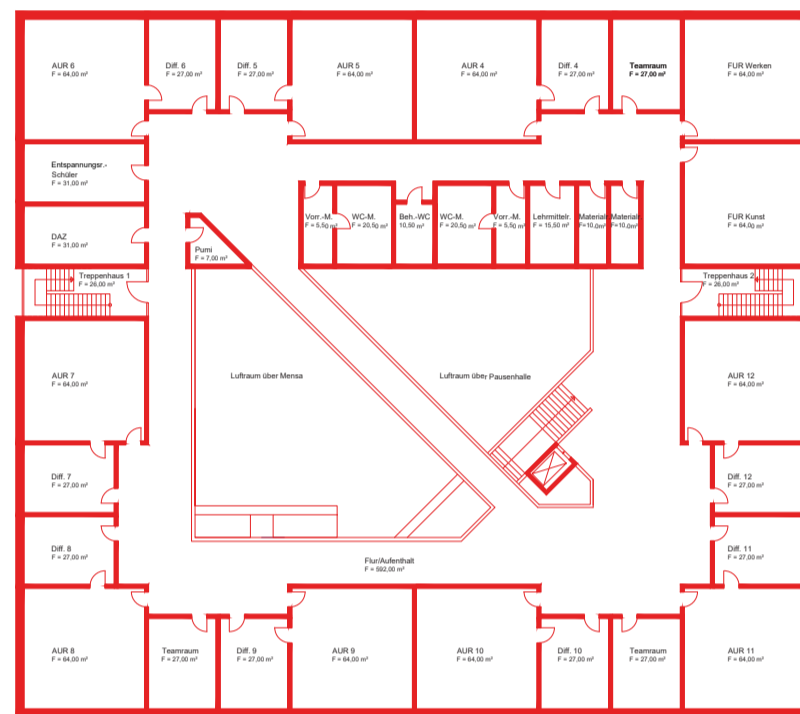 AUR 6
F = 64,00 m²
Diff. 6
F = 27,00 m²
Diff. 5
F = 27,00 m²
AUR 5
F = 64,00 m²
AUR 4
F = 64,00 m²
Diff. 4
F = 27,00 m²
Teamraum
F = 27,00 m²
FUR Werken
F = 64,00 m²
Entspannungsr.-
Schüler
F = 31,00 m²
DAZ
F = 31,00 m²
Pumi
F = 7,00 m²
Vorr.-M.
F = 5,50 m²
WC-M.
F = 20,50 m²
Beh.-WC
10,50 m²
WC-M.
F = 20,50 m²
Vorr.-M.
F = 5,50 m²
Lehrmittelr.
F = 15,50 m²
Materialr.
F=10,0m²
Materialr.
F=10,0m²
FUR Kunst
F = 64,00 m²
Treppenhaus 1
F = 26,00 m²
Treppenhaus 2
F = 26,00 m²
AUR 7
F = 64,00 m²
Luftraum über Mensa
Luftraum über Pausenhalle
AUR 12
F = 64,00 m²
Diff. 7
F = 27,00 m²
Diff. 12
F = 27,00 m²
Diff. 8
F = 27,00 m²
Flur/Aufenthalt
F = 592,00 m²
Diff. 11
F = 27,00 m²
AUR 8
F = 64,00 m²
Teamraum
F = 27,00 m²
Diff. 9
F = 27,00 m²
AUR 9
F = 64,00 m²
AUR 10
F = 64,00 m²
Diff. 10
F = 27,00 m²
Teamraum
F = 27,00 m²
AUR 11
F = 64,00 m²